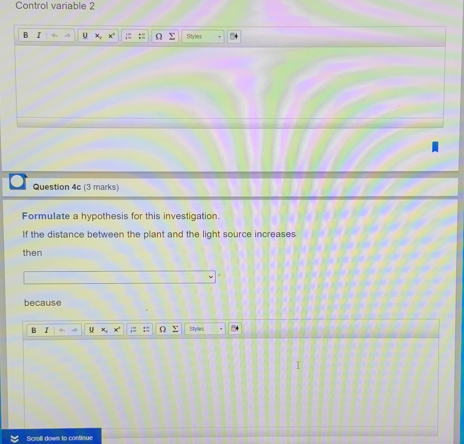 Control variable 2
B I U x₂ x² Ω Σ Styles
Question 4c (3 marks)
Formulate a hypothesis for this investigation.
If the distance between the plant and the light source increases
then
because
B I U x₂ x² Ω Σ Styles
Scroll down to continue